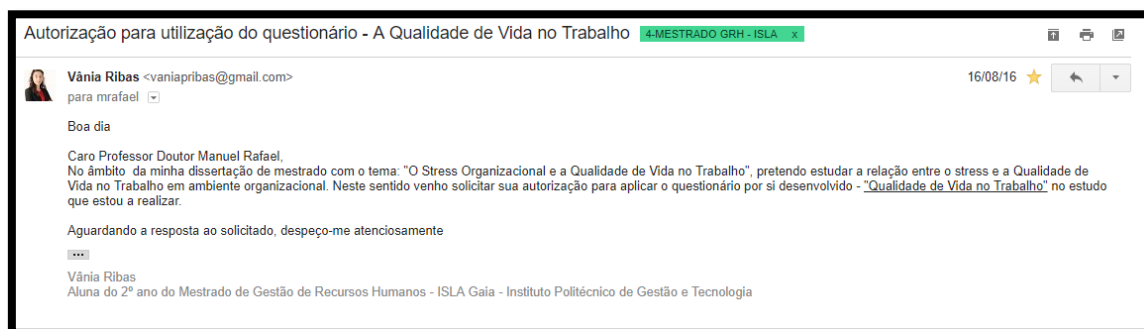 Autorização para utilização do questionário - A Qualidade de Vida no Trabalho 4-MESTRADO GRH - ISLA x
Vânia Ribas <vaniapribas@gmail.com> 16/08/16
para mrafael
Boa dia
Caro Professor Doutor Manuel Rafael,
No âmbito da minha dissertação de mestrado com o tema: "O Stress Organizacional e a Qualidade de Vida no Trabalho", pretendo estudar a relação entre o stress e a Qualidade de
Vida no Trabalho em ambiente organizacional. Neste sentido venho solicitar sua autorização para aplicar o questionário por si desenvolvido - "Qualidade de Vida no Trabalho" no estudo
que estou a realizar.
Aguardando a resposta ao solicitado, despeço-me atenciosamente
Vânia Ribas
Aluna do 2º ano do Mestrado de Gestão de Recursos Humanos - ISLA Gaia - Instituto Politécnico de Gestão e Tecnologia